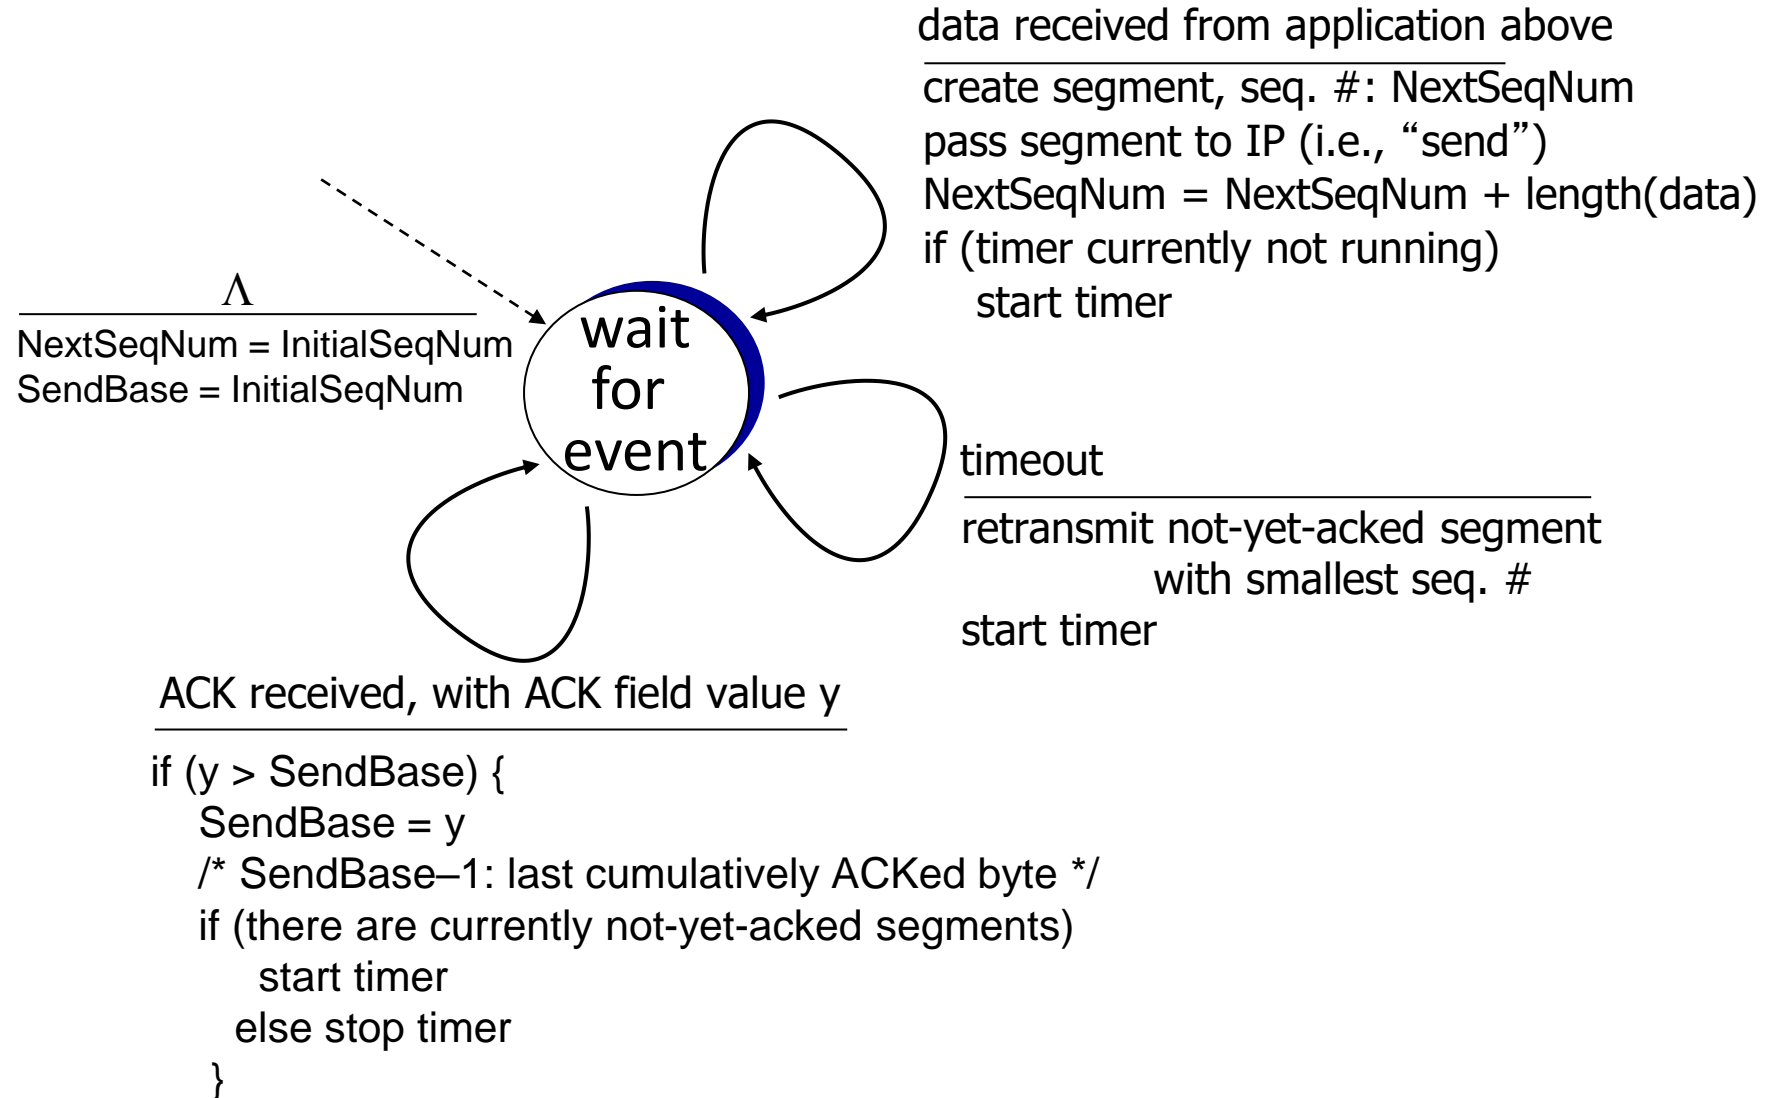 data received from application above
create segment, seq. #: NextSeqNum
pass segment to IP (i.e., “send”)
NextSeqNum = NextSeqNum + length(data)
if (timer currently not running)
start timer
Λ
NextSeqNum = InitialSeqNum
SendBase = InitialSeqNum
wait
for
event
timeout
retransmit not-yet-acked segment
with smallest seq. #
start timer
ACK received, with ACK field value y
if (y > SendBase) {
SendBase = y
/* SendBase–1: last cumulatively ACKed byte */
if (there are currently not-yet-acked segments)
start timer
else stop timer
}